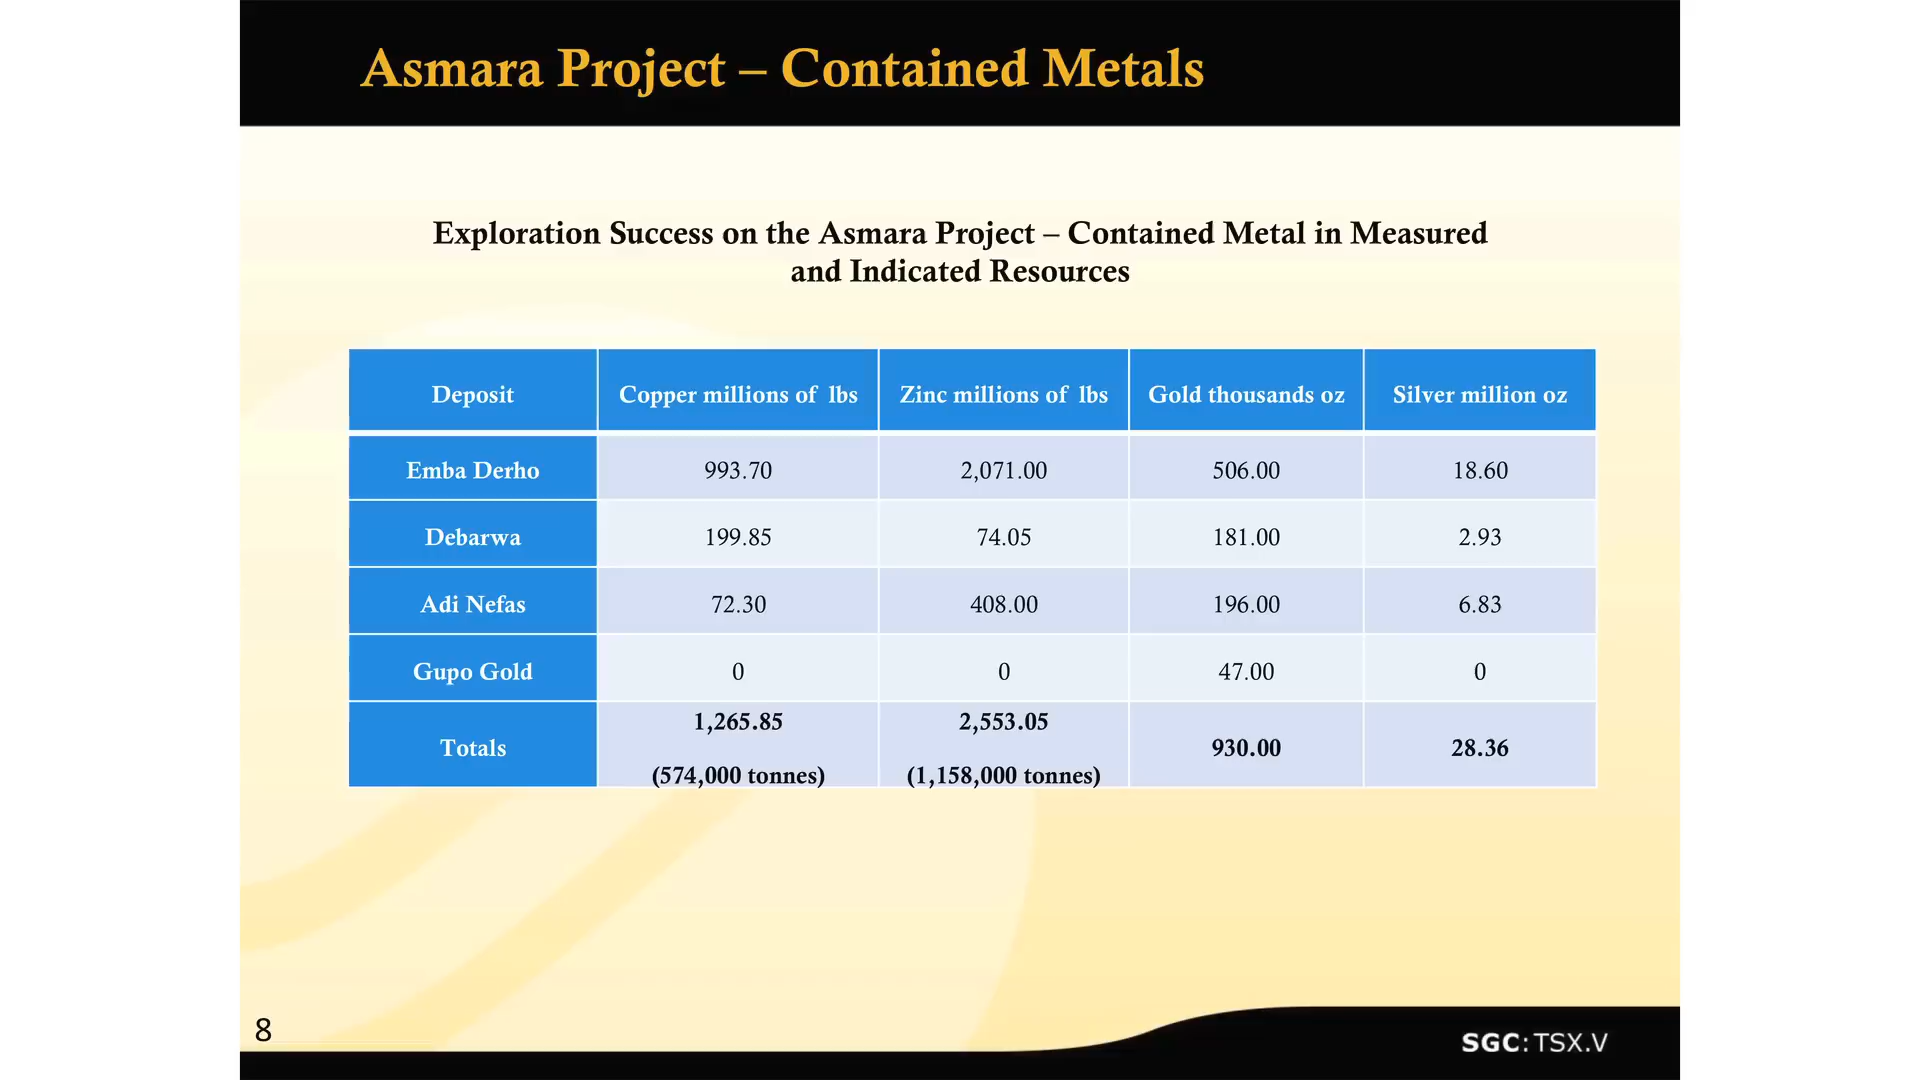 Asmara Project – Contained Metals
Exploration Success on the Asmara Project – Contained Metal in Measured
and Indicated Resources
Deposit Copper millions of lbs Zinc millions of lbs Gold thousands oz Silver million oz
Emba Derho 993.70 2,071.00 506.00 18.60
Debarwa 199.85 74.05 181.00 2.93
Adi Nefas 72.30 408.00 196.00 6.83
Gupo Gold 0 0 47.00 0
Totals 1,265.85 2,553.05 930.00 28.36
(574,000 tonnes) (1,158,000 tonnes)
8
SGC: TSX.V